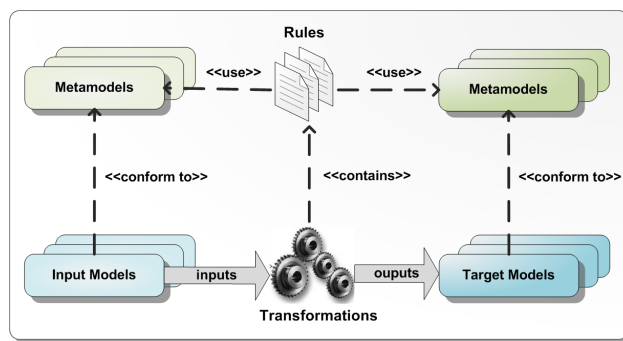 Rules
<<use>>
<<use>>
Metamodels
Metamodels
<<conform to>>
<<contains>>
<<conform to>>
Input Models
inputs
ouputs
Target Models
Transformations